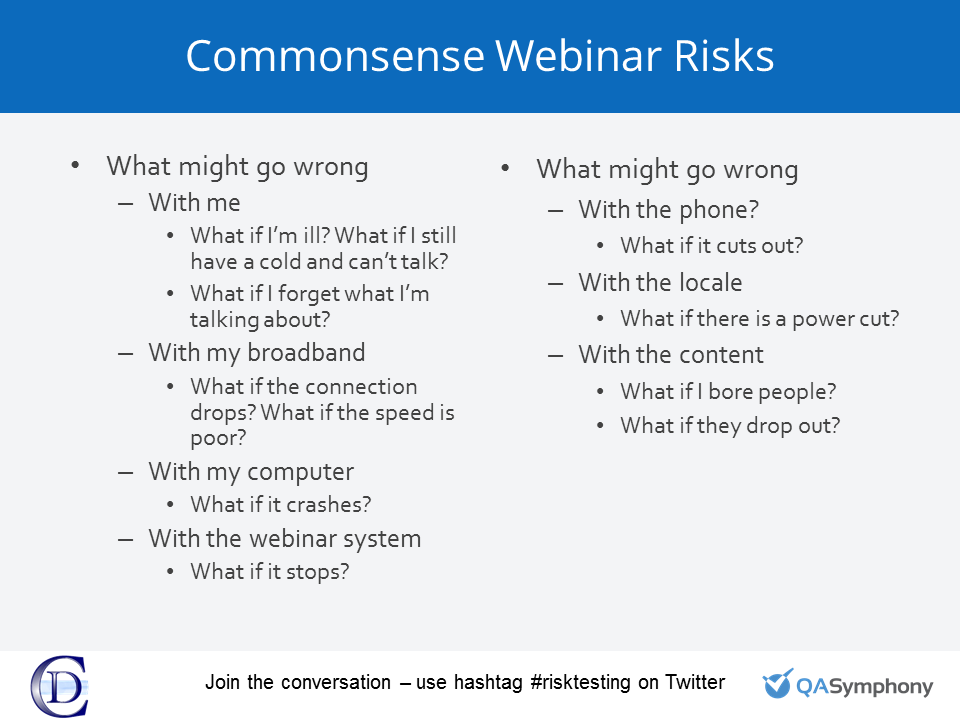 Commonsense Webinar Risks
• What might go wrong
– With me
• What if I’m ill? What if I still
have a cold and can’t talk?
• What if I forget what I’m
talking about?
– With my broadband
• What if the connection
drops? What if the speed is
poor?
– With my computer
• What if it crashes?
– With the webinar system
• What if it stops?
• What might go wrong
– With the phone?
• What if it cuts out?
– With the locale
• What if there is a power cut?
– With the content
• What if I bore people?
• What if they drop out?
CD
Join the conversation – use hashtag #risktesting on Twitter
QASymphony